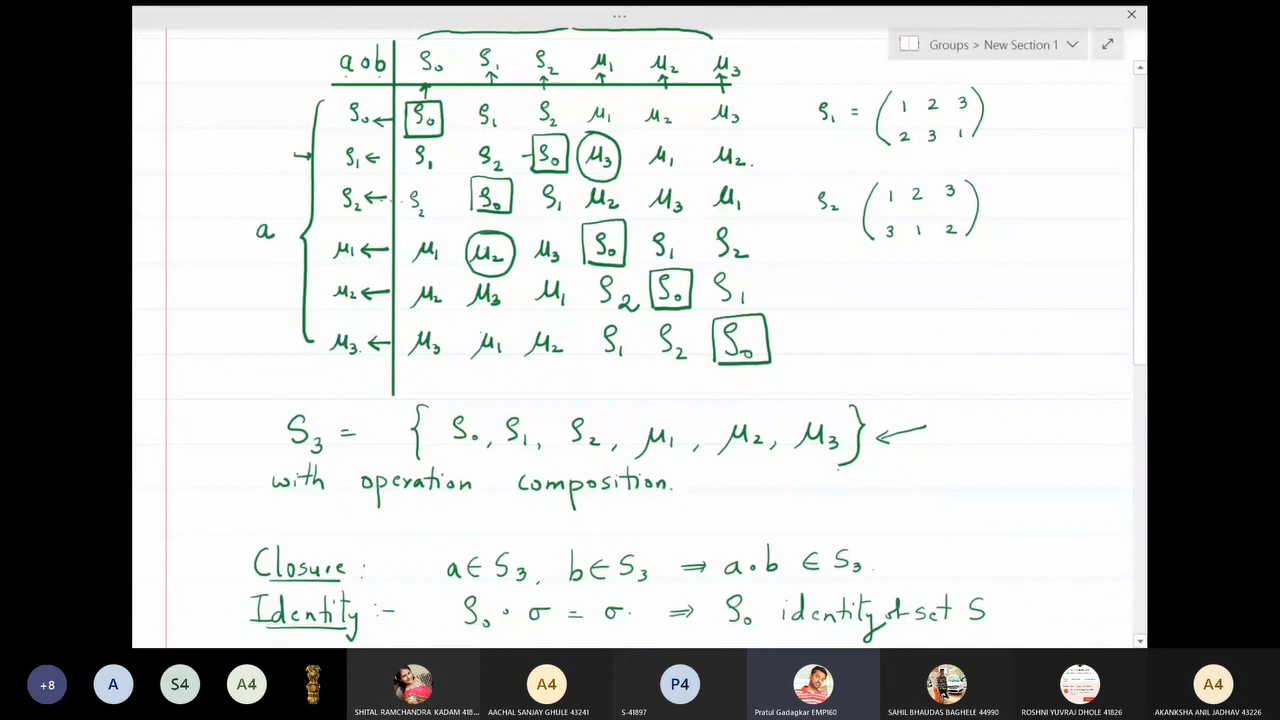 Groups > New Section 1
a∘b ρ₀ ρ₁ ρ₂ μ₁ μ₂ μ₃
ρ₀ ρ₀ ρ₁ ρ₂ μ₁ μ₂ μ₃
ρ₁ ρ₁ ρ₂ ρ₀ μ₃ μ₁ μ₂.
ρ₂ ρ₂ ρ₀ ρ₁ μ₂ μ₃ μ₁
μ₁ μ₁ μ₂ μ₃ ρ₀ ρ₁ ρ₂
μ₂ μ₂ μ₃ μ₁ ρ₂ ρ₀ ρ₁
μ₃. μ₃ μ₁ μ₂ ρ₁ ρ₂ ρ₀
a
ρ₁ = ( 1 2 3
2 3 1 )
ρ₂ ( 1 2 3
3 1 2 )
S₃ = { ρ₀, ρ₁, ρ₂, μ₁, μ₂, μ₃ } ←
with operation composition.
Closure: a ∈ S₃, b ∈ S₃ ⇒ a∘b ∈ S₃.
Identity :- ρ₀ ∘ σ = σ. ⇒ ρ₀ identity of set S
+8
A
S4
A4
A4
P4
A4
SHITAL RAMCHANDRA KADAM 418...
AACHAL SANJAY GHULE 43241
S-41897
Pratul Gadagkar EMP160
SAHIL BHAUDAS BAGHELE 44990
ROSHNI YUVRAJ DHOLE 41826
AKANKSHA ANIL JADHAV 43226